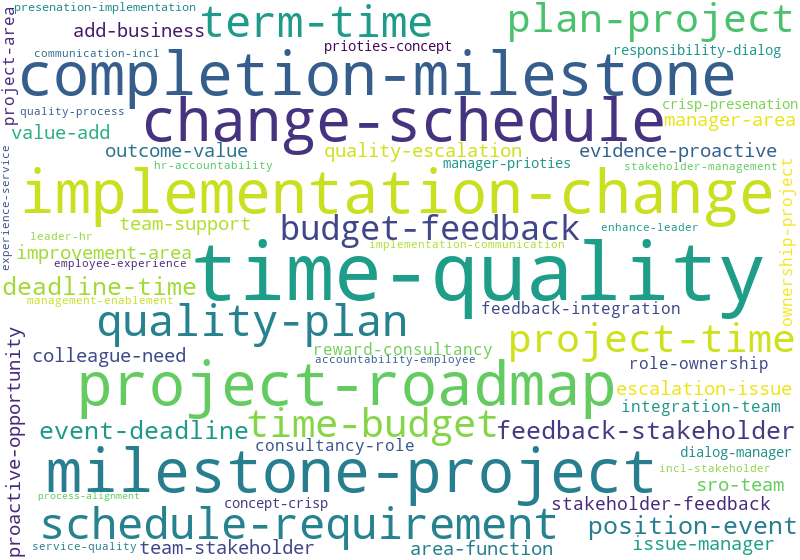 presenation-implementation
term-time
plan-project
add-business
prioties-concept
responsibility-dialog
project-area
communication-incl
completion-milestone
quality-process
change-schedule
crisp-presenation
manager-area
value-add
outcome-value
quality-escalation
evidence-proactive
hr-accountability
manager-prioties
stakeholder-management
experience-service
implementation-change
ownership-project
team-support
budget-feedback
enhance-leader
leader-hr
implementation-communication
improvement-area
employee-experience
time-quality
deadline-time
management-enablement
quality-plan
feedback-integration
project-time
proactive-opportunity
colleague-need
reward-consultancy
accountability-employee
role-ownership
project-roadmap
escalation-issue
integration-team
time-budget
event-deadline
feedback-stakeholder
consultancy-role
dialog-manager
milestone-project
incl-stakeholder
sro-team
process-alignment
concept-crisp
stakeholder-feedback
schedule-requirement
position-event
service-quality
team-stakeholder
area-function
issue-manager